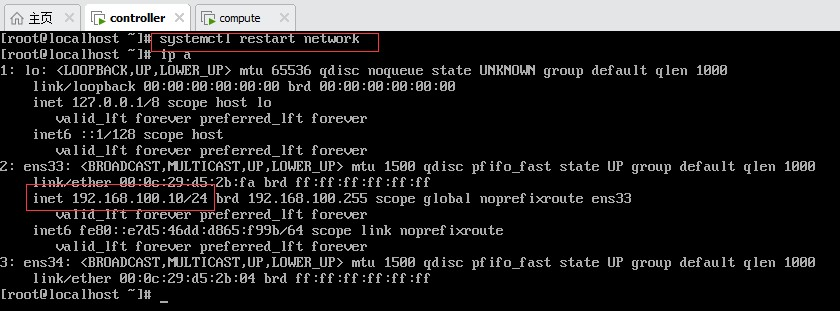 主页 controller compute
[root@localhost ~]# systemctl restart network
[root@localhost ~]# ip a
1: lo: <LOOPBACK,UP,LOWER_UP> mtu 65536 qdisc noqueue state UNKNOWN group default qlen 1000
link/loopback 00:00:00:00:00:00 brd 00:00:00:00:00:00
inet 127.0.0.1/8 scope host lo
valid_lft forever preferred_lft forever
inet6 ::1/128 scope host
valid_lft forever preferred_lft forever
2: ens33: <BROADCAST,MULTICAST,UP,LOWER_UP> mtu 1500 qdisc pfifo_fast state UP group default qlen 1000
link/ether 00:0c:29:d5:2b:fa brd ff:ff:ff:ff:ff:ff
inet 192.168.100.10/24 brd 192.168.100.255 scope global noprefixroute ens33
valid_lft forever preferred_lft forever
inet6 fe80::e7d5:46dd:d865:f99b/64 scope link noprefixroute
valid_lft forever preferred_lft forever
3: ens34: <BROADCAST,MULTICAST,UP,LOWER_UP> mtu 1500 qdisc pfifo_fast state UP group default qlen 1000
link/ether 00:0c:29:d5:2b:04 brd ff:ff:ff:ff:ff:ff
[root@localhost ~]# _